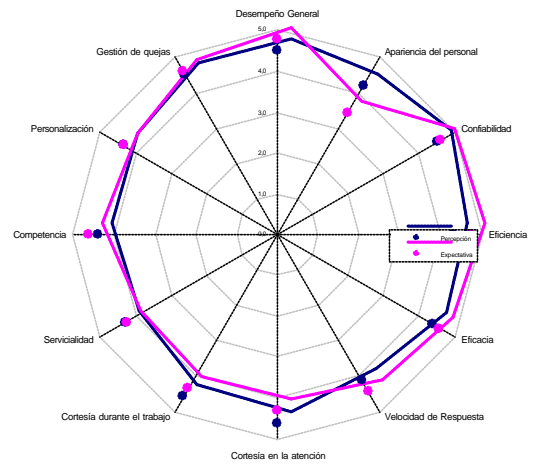 Desempeño General
5,0
Gestión de quejas
Apariencia del personal
4,0
3,0
Personalización
Confiabilidad
2,0
1,0
Competencia
0,0
Eficiencia
Percepción
Expectativa
Servicialidad
Eficacia
Cortesía durante el trabajo
Velocidad de Respuesta
Cortesía en la atención